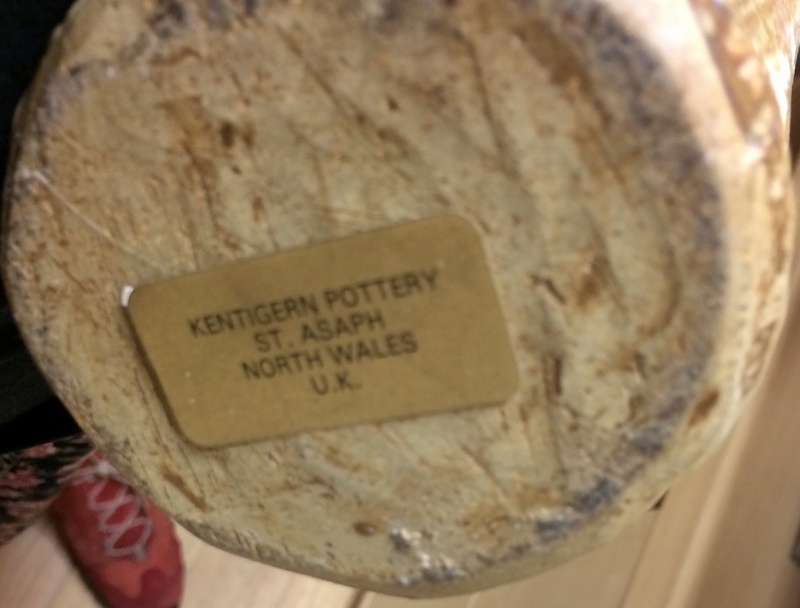 KENTIGERN POTTERY
ST. ASAPH
NORTH WALES
U.K.